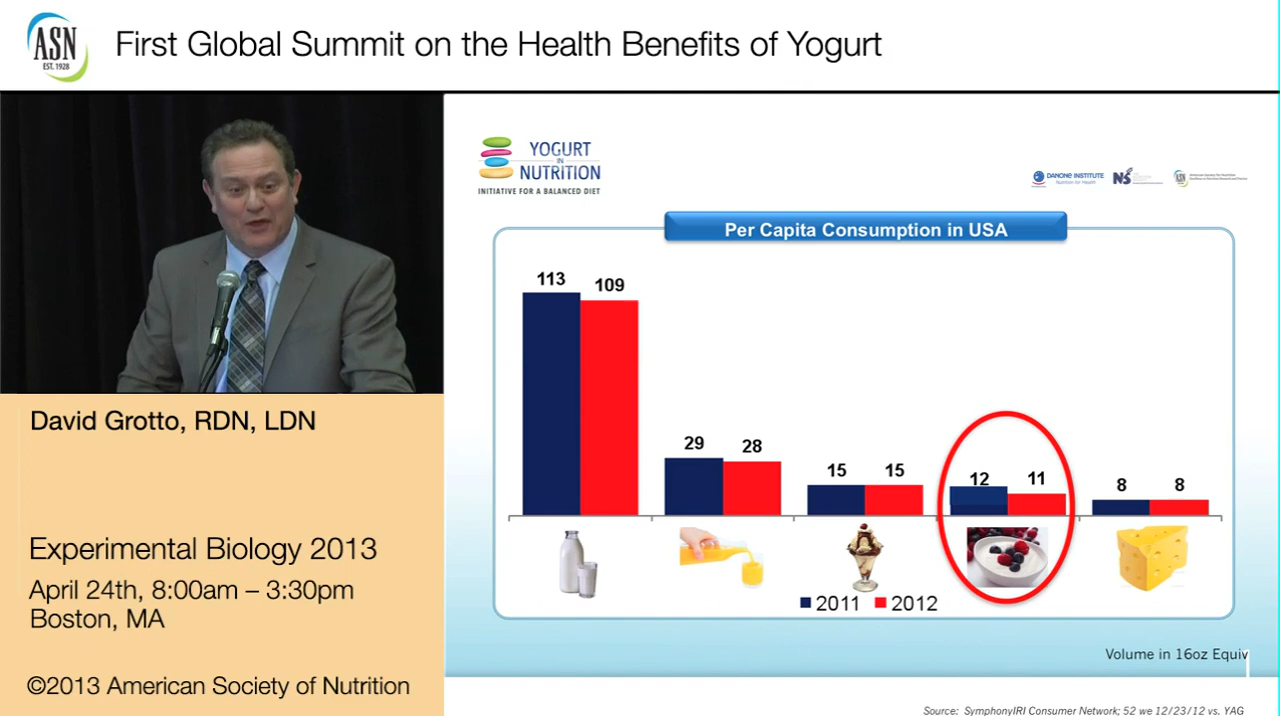 ASN
EST. 1928
First Global Summit on the Health Benefits of Yogurt
YOGURT
IN
NUTRITION
INITIATIVE FOR A BALANCED DIET
DANONE INSTITUTE
Nutrition for Health
NS
ASN
Per Capita Consumption in USA
113
109
29
28
15
15
12
11
8
8
2011
2012
Volume in 16oz Equiv
Source: SymphonyIRI Consumer Network; 52 we 12/23/12 vs. YAG
David Grotto, RDN, LDN
Experimental Biology 2013
April 24th, 8:00am – 3:30pm
Boston, MA
©2013 American Society of Nutrition